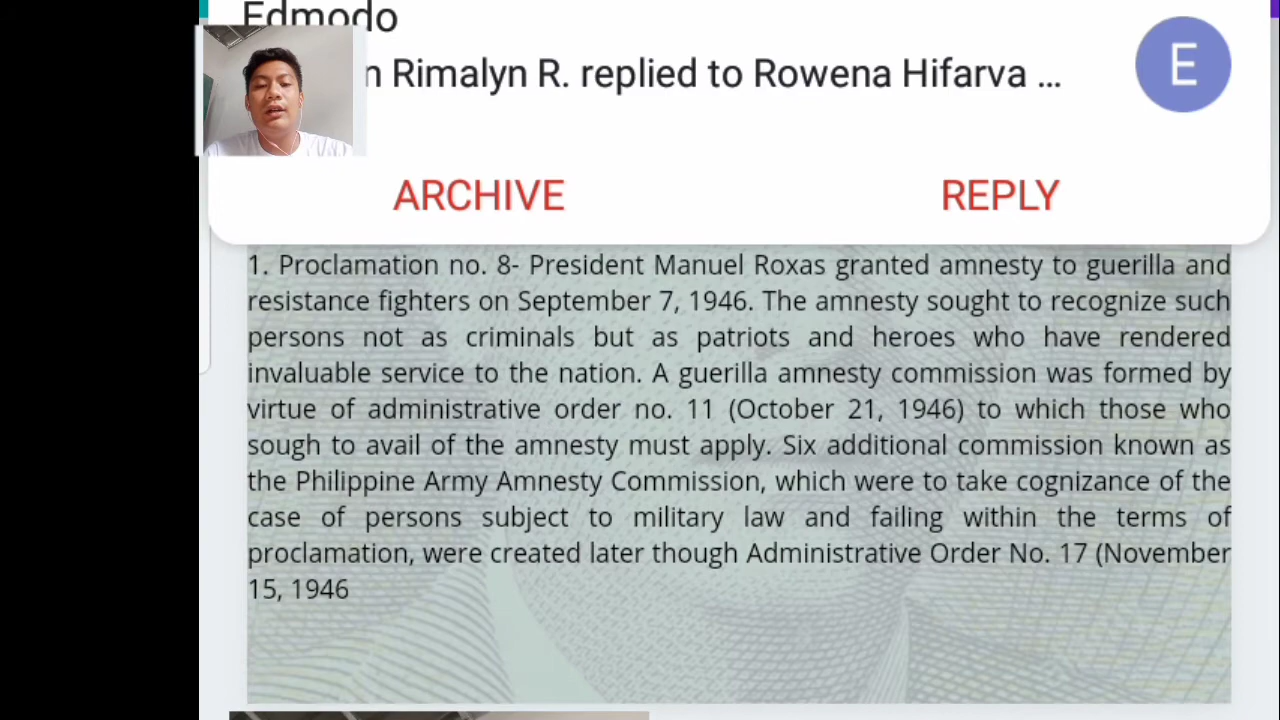 Edmodo
n Rimalyn R. replied to Rowena Hifarva ...
E
ARCHIVE REPLY
1. Proclamation no. 8- President Manuel Roxas granted amnesty to guerilla and
resistance fighters on September 7, 1946. The amnesty sought to recognize such
persons not as criminals but as patriots and heroes who have rendered
invaluable service to the nation. A guerilla amnesty commission was formed by
virtue of administrative order no. 11 (October 21, 1946) to which those who
sough to avail of the amnesty must apply. Six additional commission known as
the Philippine Army Amnesty Commission, which were to take cognizance of the
case of persons subject to military law and failing within the terms of
proclamation, were created later though Administrative Order No. 17 (November
15, 1946